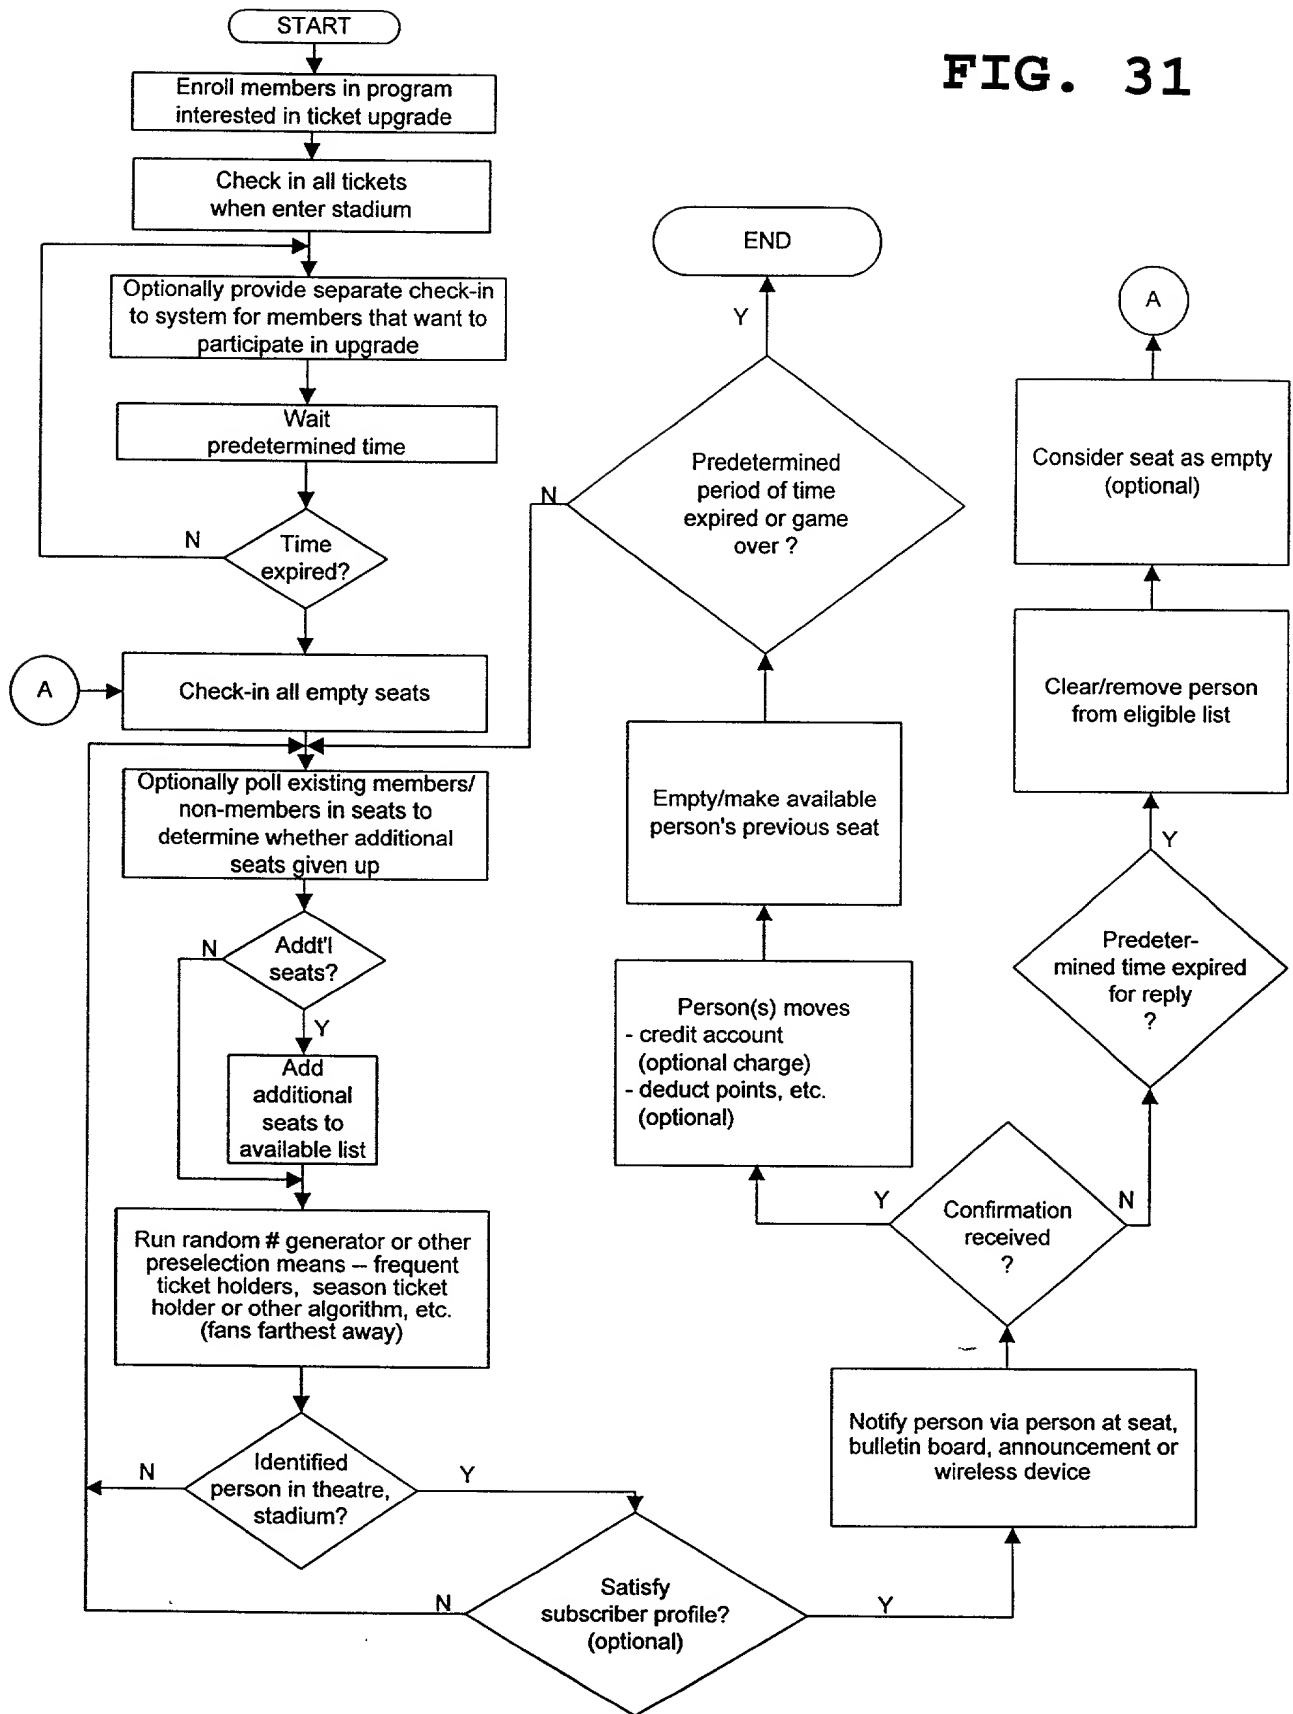 START
FIG. 31
Enroll members in program
interested in ticket upgrade
Check in all tickets
when enter stadium
Optionally provide separate check-in
to system for members that want to
participate in upgrade
Wait
predetermined time
N
Time
expired?
A
Check-in all empty seats
Optionally poll existing members/
non-members in seats to
determine whether additional
seats given up
N
Addt'l
seats?
Y
Add
additional
seats to
available list
Run random # generator or other
preselection means – frequent
ticket holders, season ticket
holder or other algorithm, etc.
(fans farthest away)
N
Identified
person in theatre,
stadium?
Y
N
Satisfy
subscriber profile?
(optional)
Y
Notify person via person at seat,
bulletin board, announcement or
wireless device
Y
Confirmation
received
?
N
Person(s) moves
- credit account
(optional charge)
- deduct points, etc.
(optional)
Empty/make available
person's previous seat
N
Predetermined
period of time
expired or game
over ?
Y
END
Predeter-
mined time expired
for reply
?
Y
Clear/remove person
from eligible list
Consider seat as empty
(optional)
A